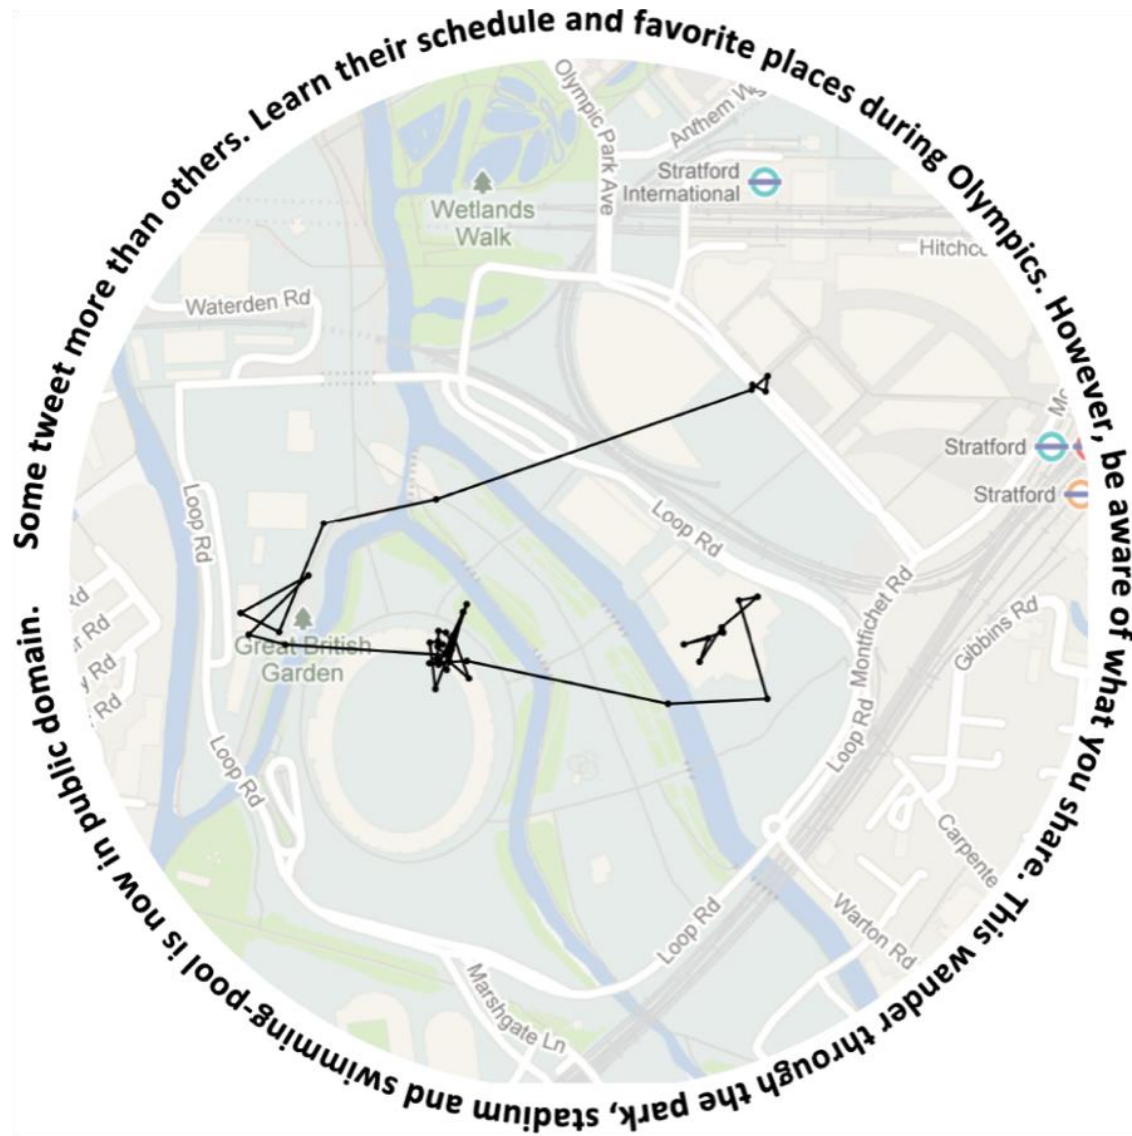 Some tweet more than others. Learn their schedule and favorite places during Olympics. However, be aware of what you share. This wander through the park, stadium and swimming-pool is now in public domain.
Olympic Park Ave
Anthem
Stratford
International
Wetlands
Walk
Hitchc
Waterden Rd
Stratford
Stratford
Loop Rd
Loop Rd
Rd
r Rd
y Rd
Rd
Great British
Garden
Montfichet Rd
Gibbins Rd
Loop Rd
Loop Rd
Carpente
Loop Rd
Warton Rd
Marshgate Ln